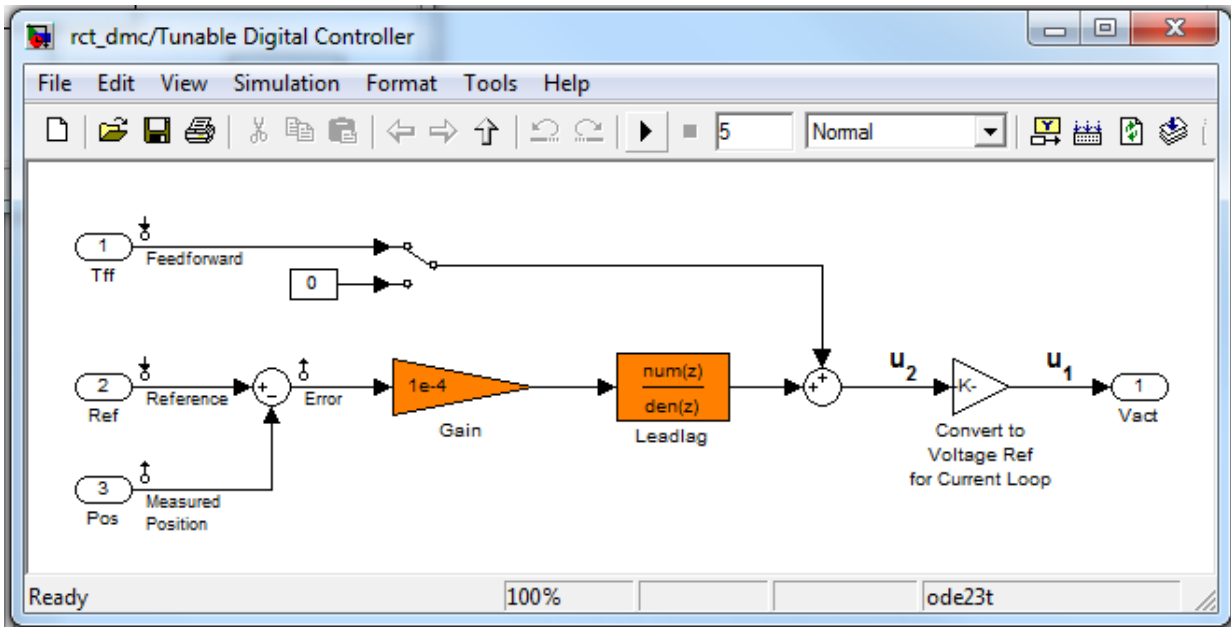 rct_dmc/Tunable Digital Controller
File Edit View Simulation Format Tools Help
5 Normal
1
Feedforward
Tff
0
2
Reference
Ref
+
−
Error
1e-4
Gain
num(z)
den(z)
Leadlag
+
+
u2
K-
u1
1
Vact
Convert to
Voltage Ref
for Current Loop
3
Measured
Position
Pos
Ready 100% ode23t